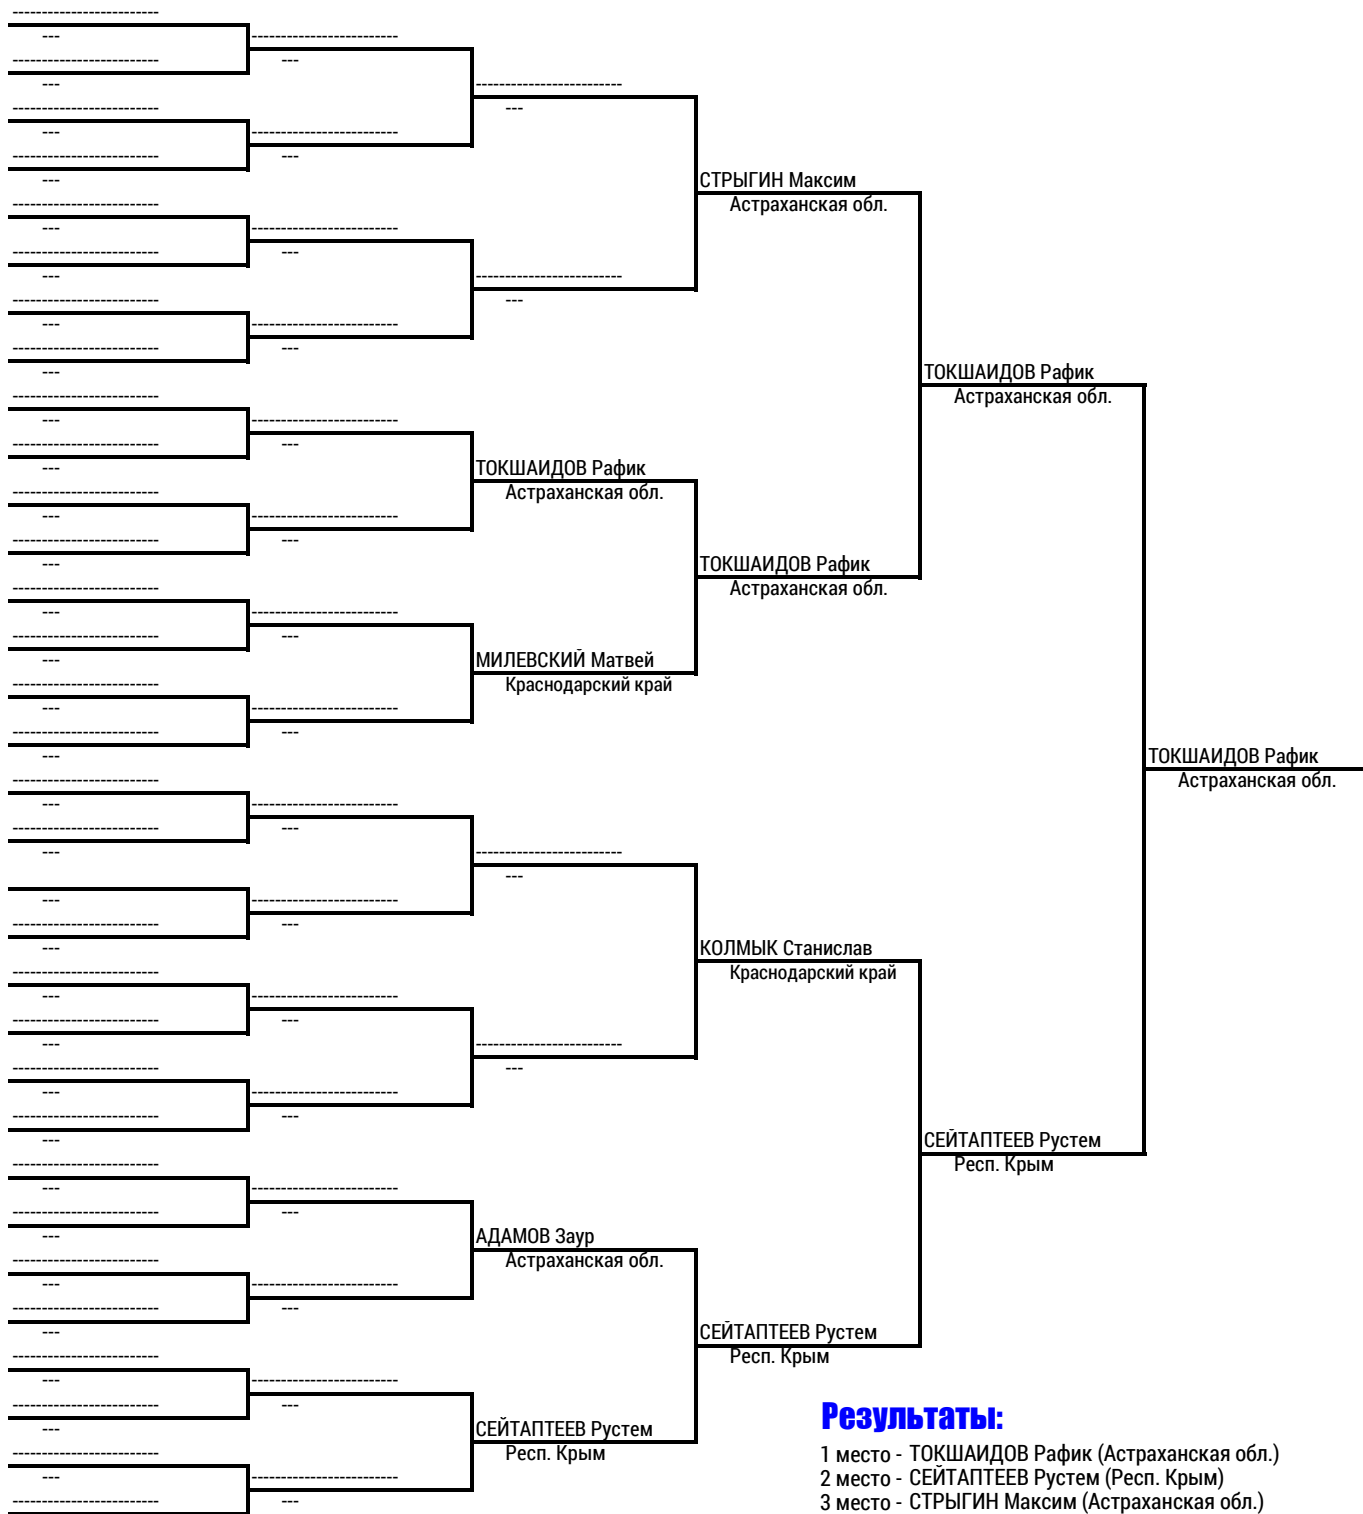 СТРЫГИН Максим
Астраханская обл.
ТОКШАИДОВ Рафик
Астраханская обл.
ТОКШАИДОВ Рафик
Астраханская обл.
ТОКШАИДОВ Рафик
Астраханская обл.
МИЛЕВСКИЙ Матвей
Краснодарский край
ТОКШАИДОВ Рафик
Астраханская обл.
КОЛМЫК Станислав
Краснодарский край
СЕЙТАПТЕЕВ Рустем
Респ. Крым
АДАМОВ Заур
Астраханская обл.
СЕЙТАПТЕЕВ Рустем
Респ. Крым
СЕЙТАПТЕЕВ Рустем
Респ. Крым
Результаты:
1 место - ТОКШАИДОВ Рафик (Астраханская обл.)
2 место - СЕЙТАПТЕЕВ Рустем (Респ. Крым)
3 место - СТРЫГИН Максим (Астраханская обл.)